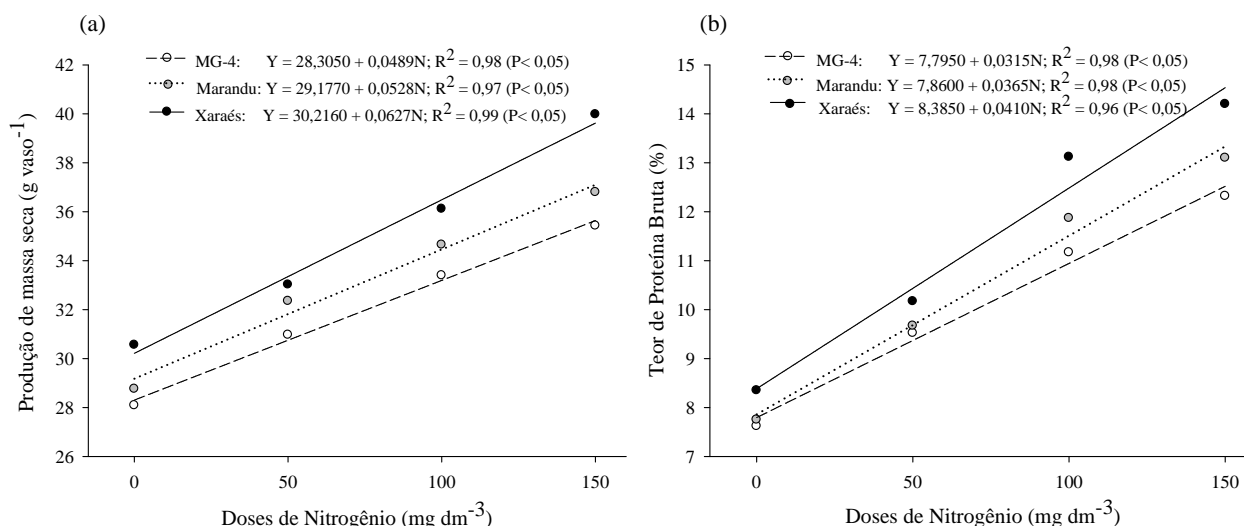 (a)
MG-4: Y = 28,3050 + 0,0489N; R² = 0,98 (P< 0,05)
Marandu: Y = 29,1770 + 0,0528N; R² = 0,97 (P< 0,05)
Xaraés: Y = 30,2160 + 0,0627N; R² = 0,99 (P< 0,05)
42
40
38
36
34
32
30
28
26
Produção de massa seca (g vaso⁻¹)
0 50 100 150
Doses de Nitrogênio (mg dm⁻³)
(b)
MG-4: Y = 7,7950 + 0,0315N; R² = 0,98 (P< 0,05)
Marandu: Y = 7,8600 + 0,0365N; R² = 0,98 (P< 0,05)
Xaraés: Y = 8,3850 + 0,0410N; R² = 0,96 (P< 0,05)
15
14
13
12
11
10
9
8
7
Teor de Proteína Bruta (%)
0 50 100 150
Doses de Nitrogênio (mg dm⁻³)